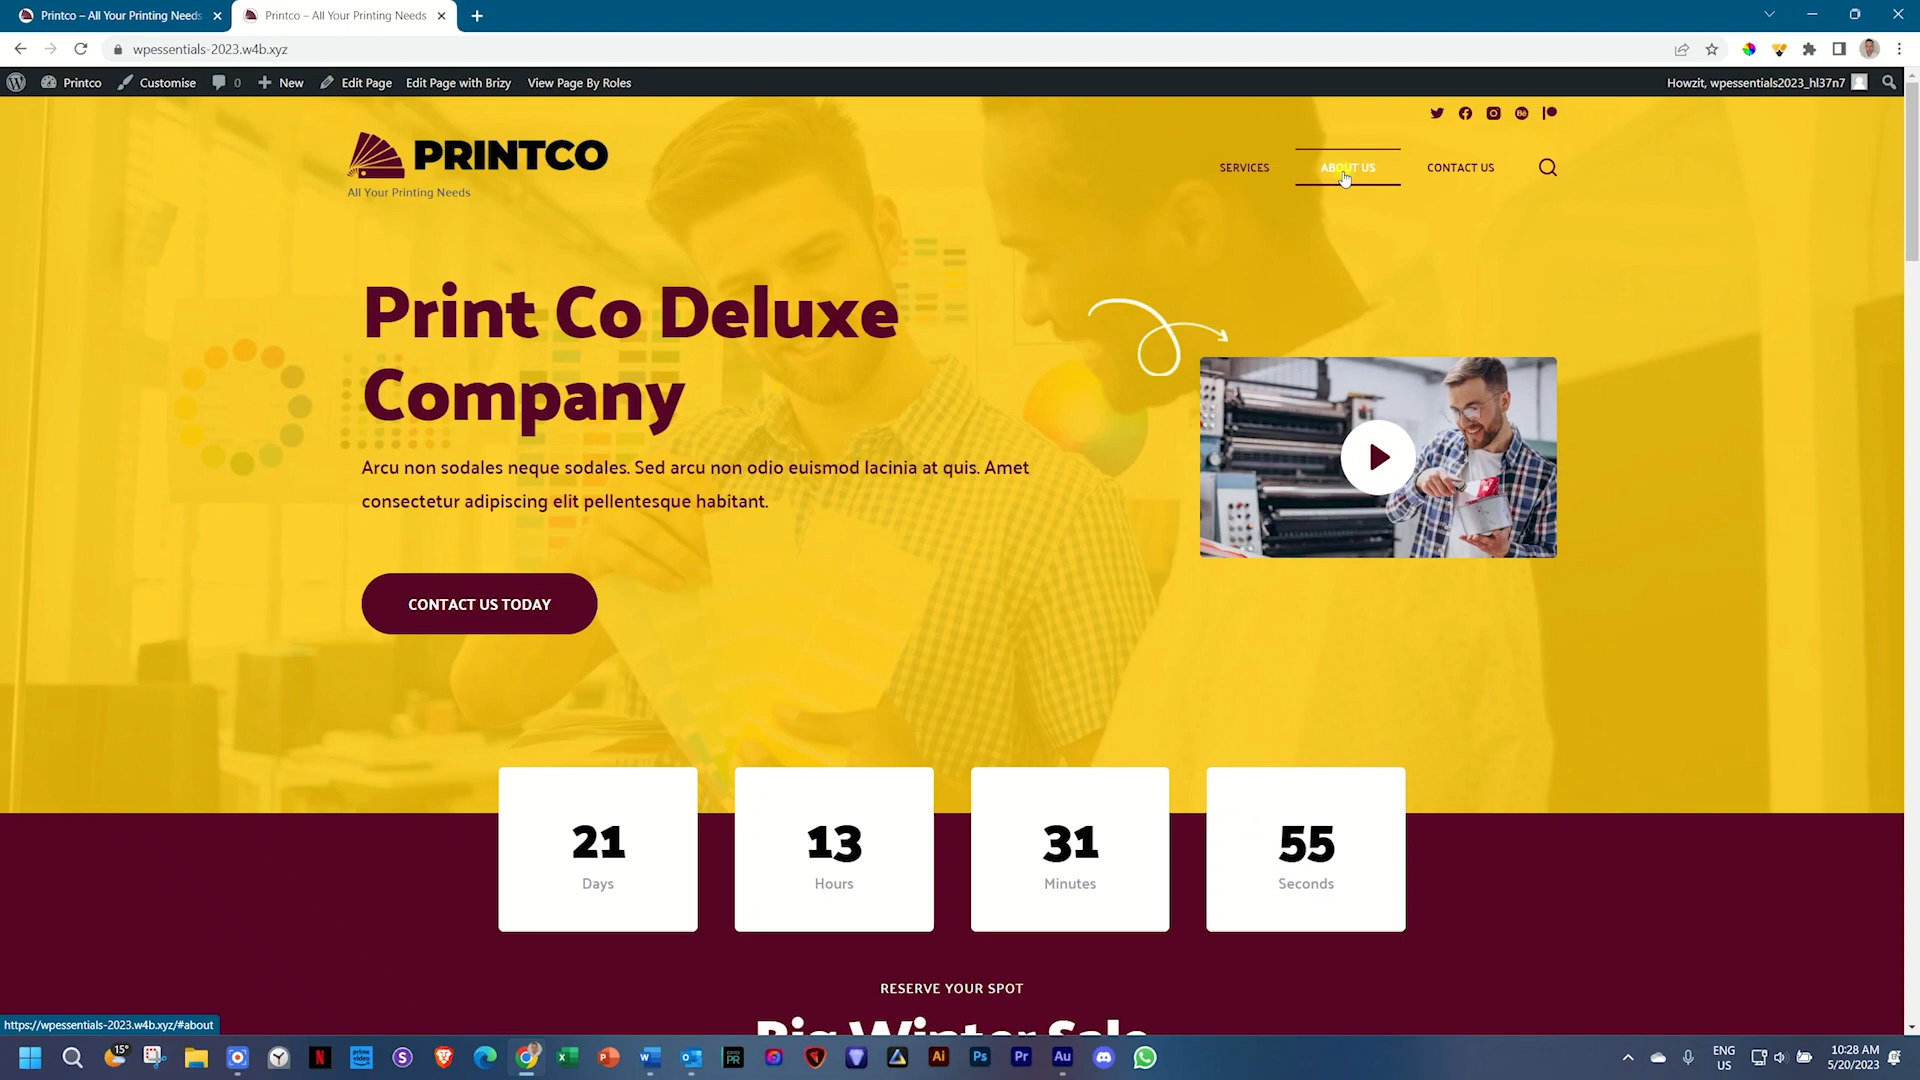 Printco – All Your Printing Needs
Printco – All Your Printing Needs
wpessentials-2023.w4b.xyz
Printco
Customise
0
New
Edit Page
Edit Page with Brizy
View Page By Roles
Howzit, wpessentials2023_hl37n7
PRINTCO
All Your Printing Needs
SERVICES
ABOUT US
CONTACT US
Print Co Deluxe
Company
Arcu non sodales neque sodales. Sed arcu non odio euismod lacinia at quis. Amet
consectetur adipiscing elit pellentesque habitant.
CONTACT US TODAY
21
Days
13
Hours
31
Minutes
55
Seconds
RESERVE YOUR SPOT
Big Winter Sale
https://wpessentials-2023.w4b.xyz/#about
15°
ENG
US
10:28 AM
5/20/2023